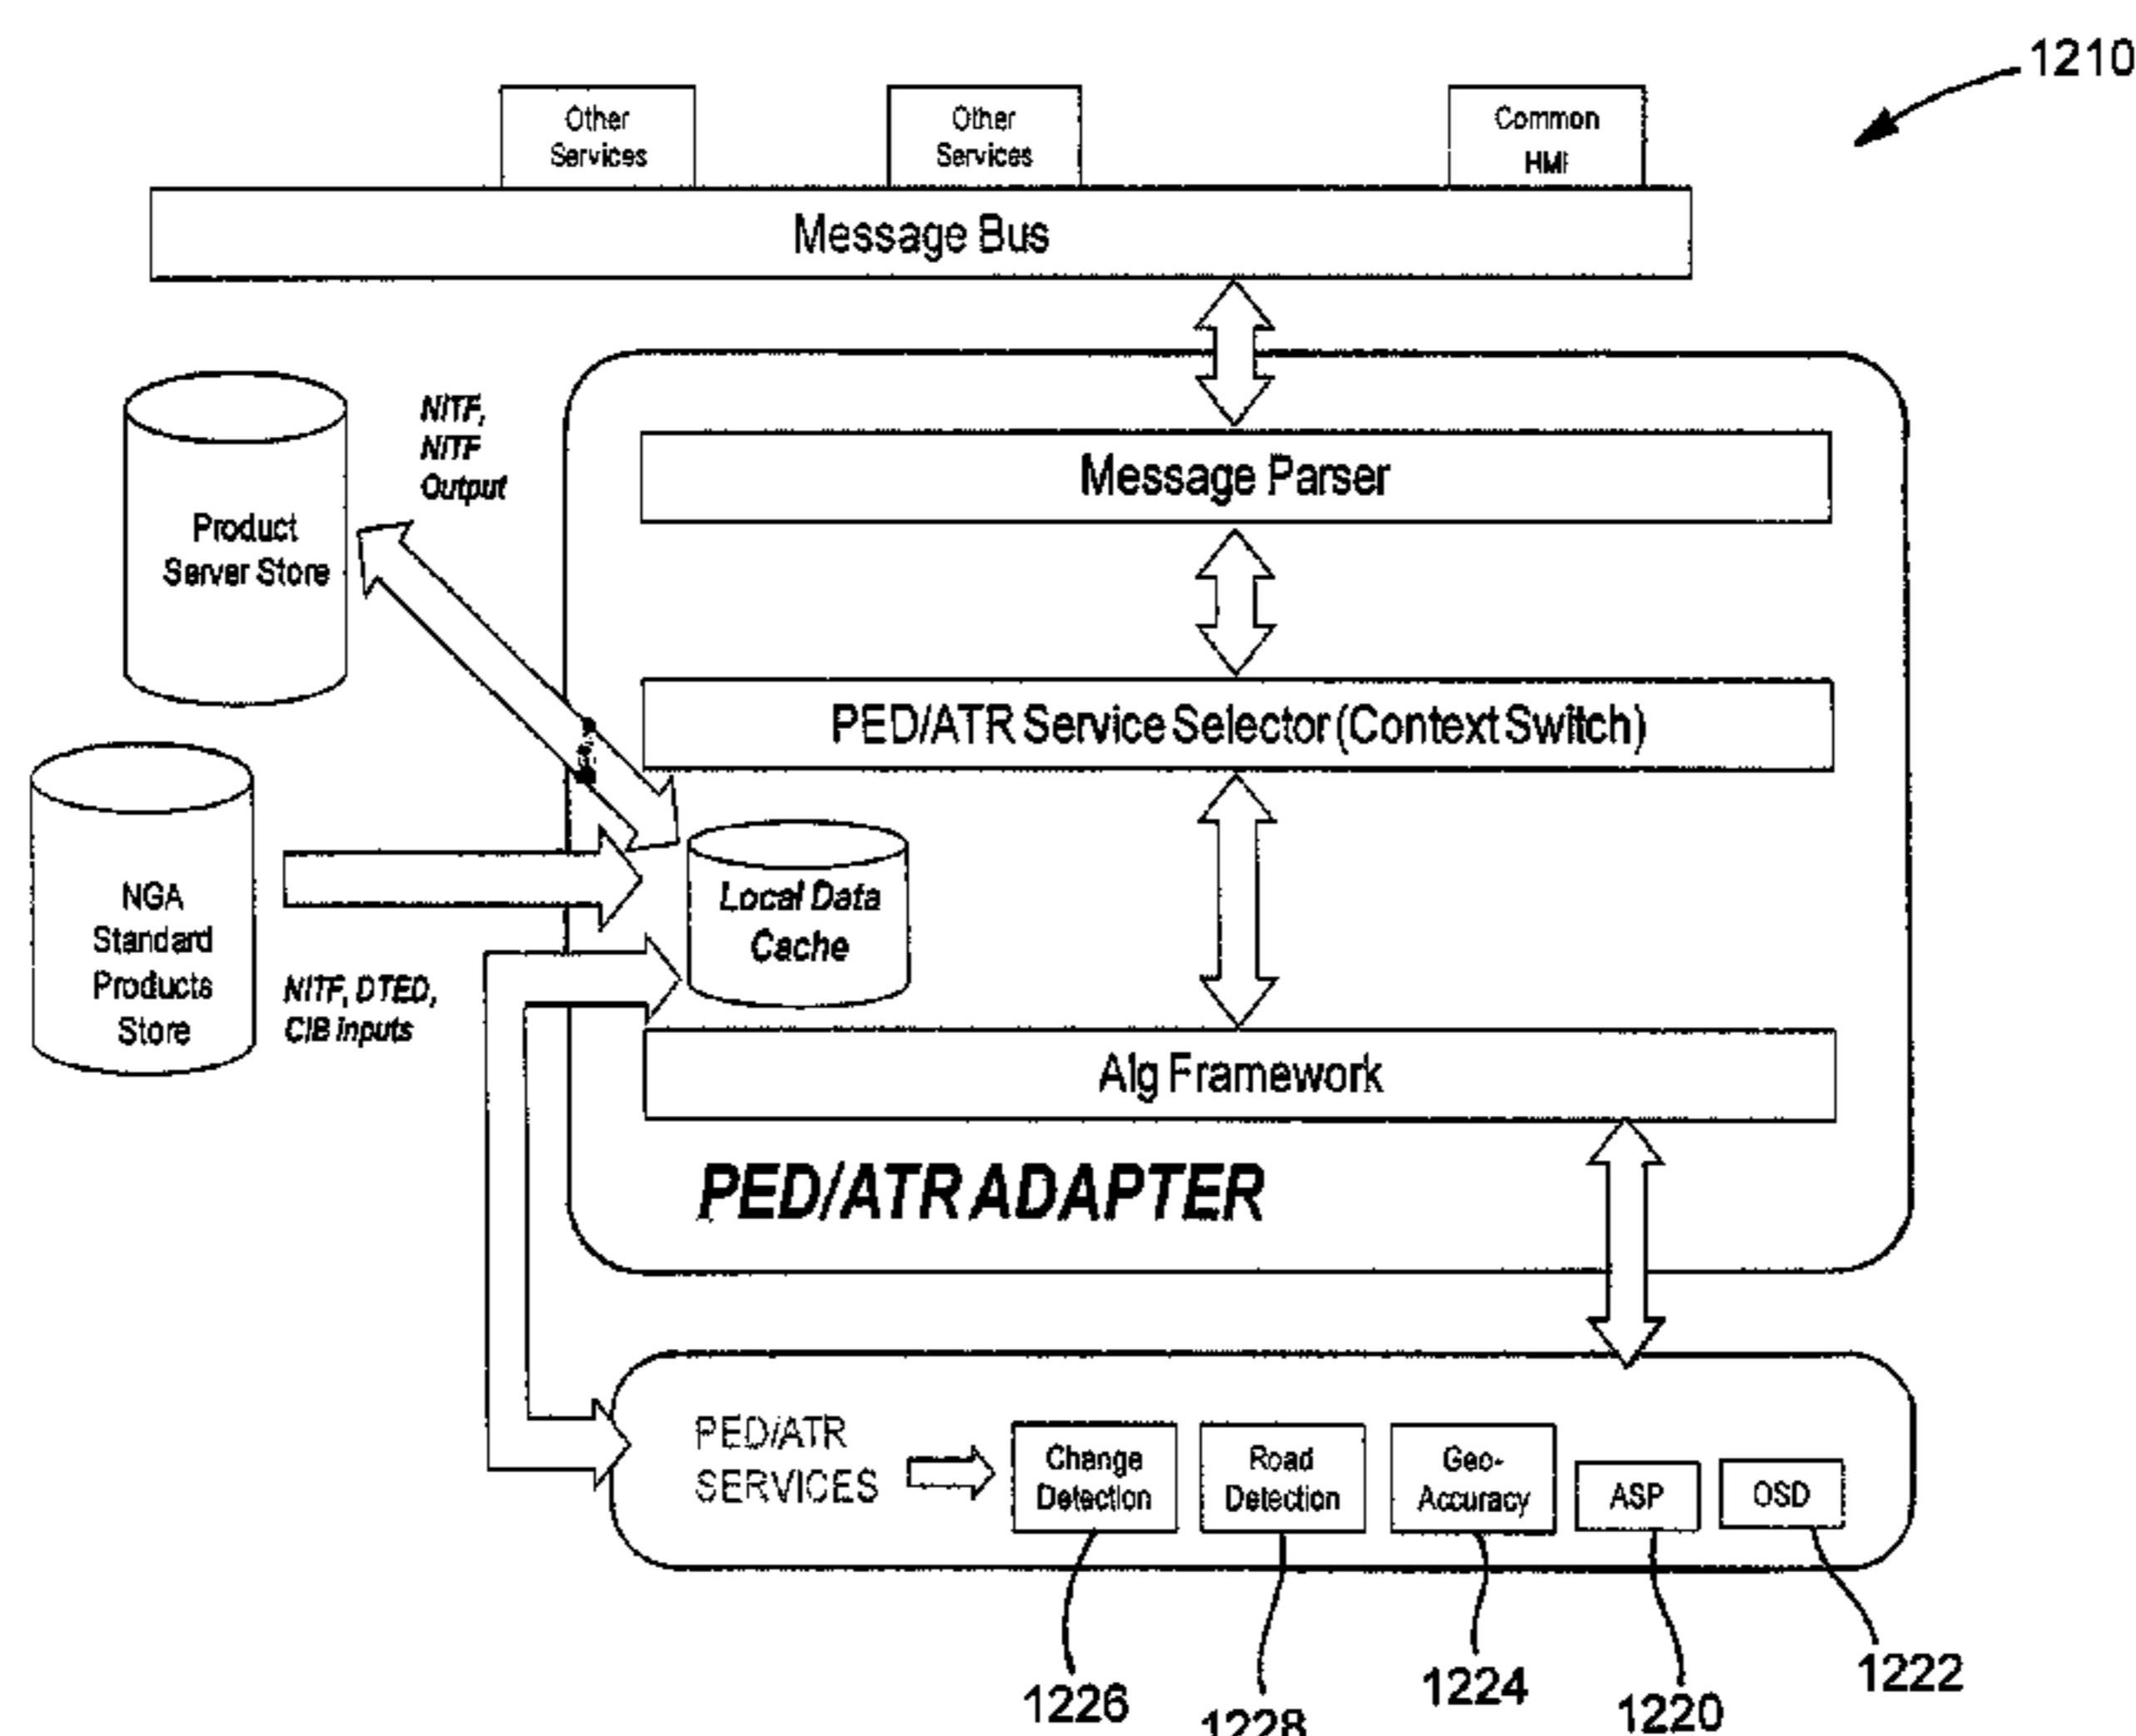 1210
Other
Services
Other
Services
Common
HMI
Message Bus
NITF,
NITF
Output
Product
Server Store
Message Parser
PED/ATR Service Selector (Context Switch)
NGA
Standard
Products
Store
NITF, DTED,
CIB inputs
Local Data
Cache
Alg Framework
PED/ATR ADAPTER
PED/ATR
SERVICES
Change
Detection
Road
Detection
Geo-
Accuracy
ASP
OSD
1226
1228
1224
1220
1222